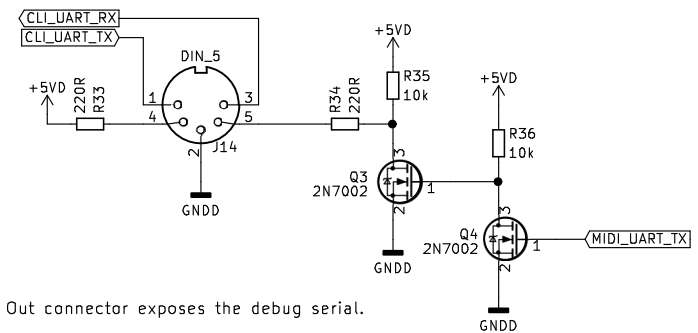 CLI_UART_RX
CLI_UART_TX
+5VD
DIN_5
+5VD
+5VD
220R
R33
1
3
4
5
2
J14
R34
220R
R35
10k
R36
10k
GNDD
Q3
2N7002
3
1
2
GNDD
Q4
2N7002
3
1
2
MIDI_UART_TX
GNDD
Out connector exposes the debug serial.